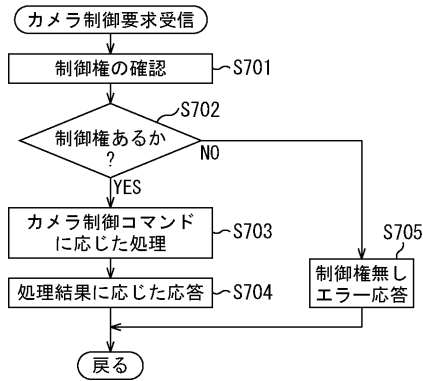 カメラ制御要求受信
制御権の確認
S701
S702
制御権あるか
?
NO
YES
カメラ制御コマンド
に応じた処理
S703
S705
制御権無し
エラー応答
処理結果に応じた応答
S704
戻る